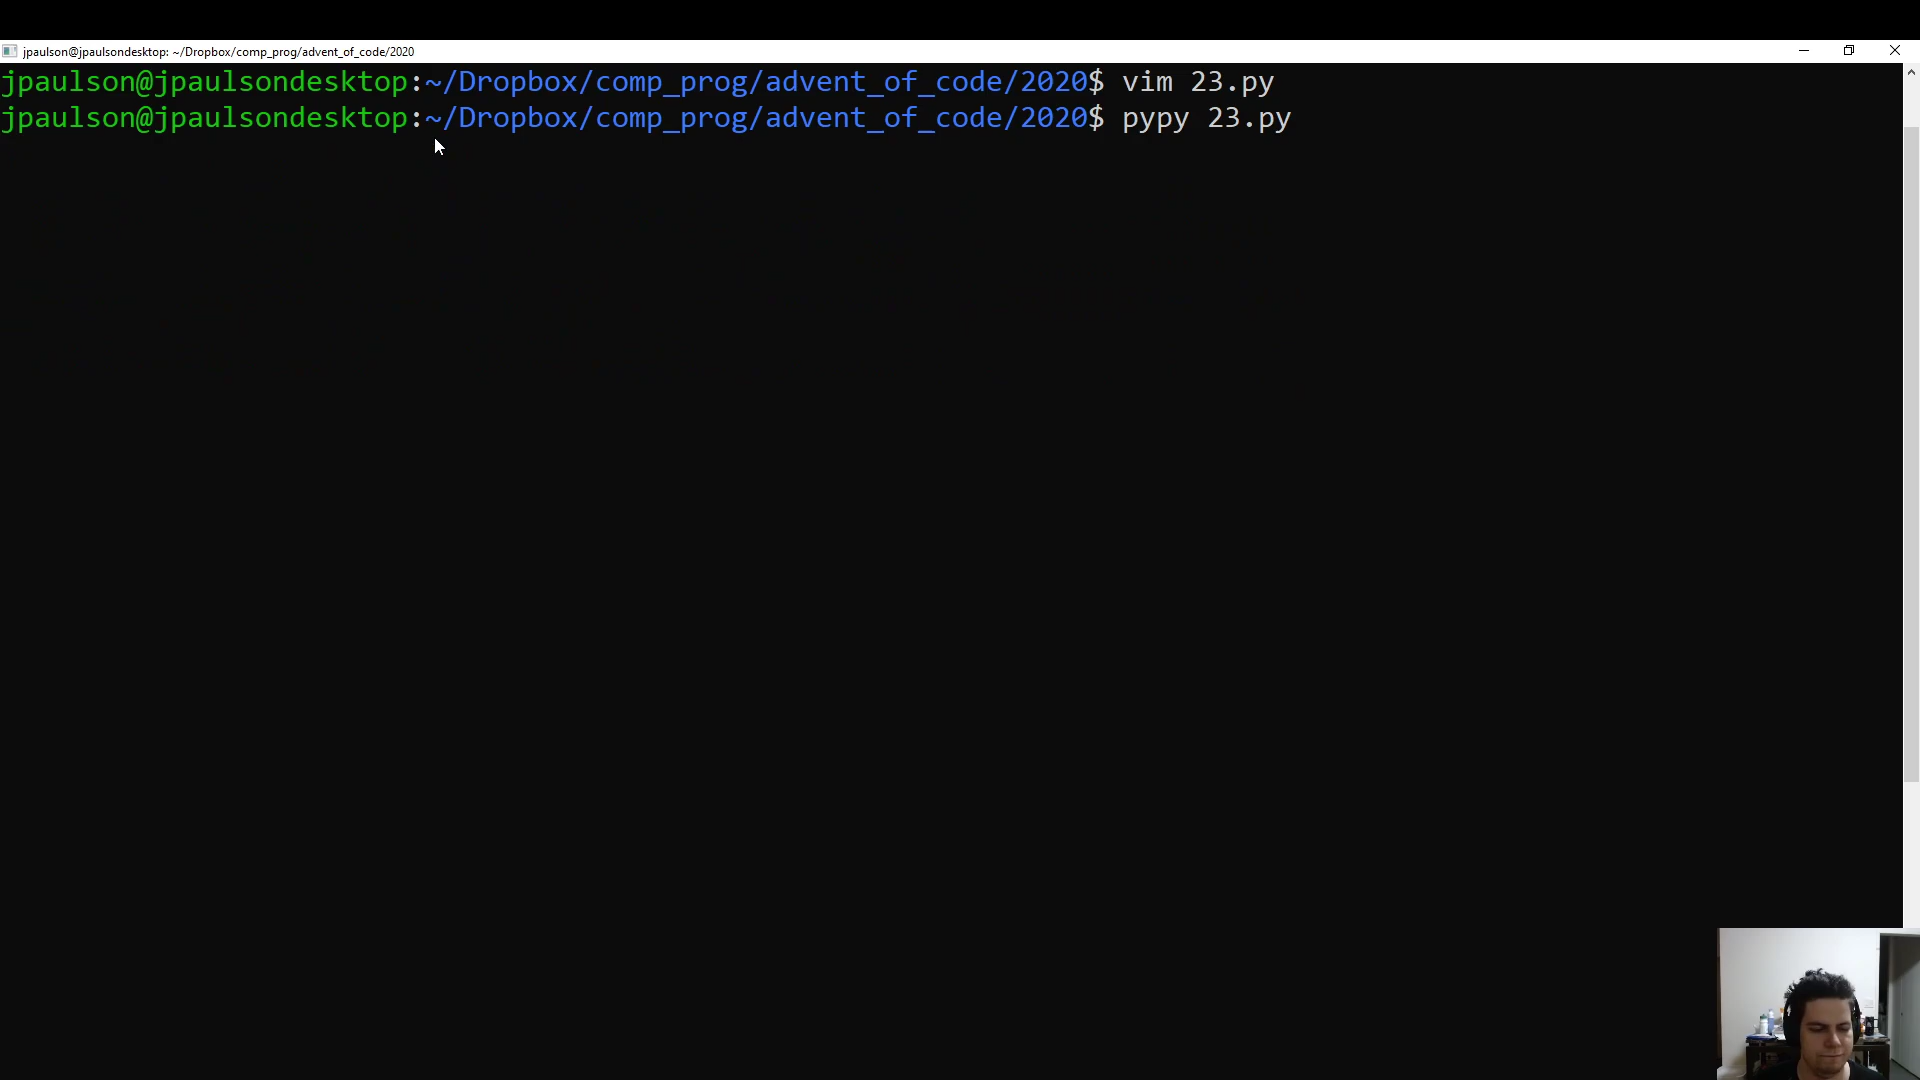 jpaulson@jpaulsondesktop: ~/Dropbox/comp_prog/advent_of_code/2020
jpaulson@jpaulsondesktop:~/Dropbox/comp_prog/advent_of_code/2020$ vim 23.py
jpaulson@jpaulsondesktop:~/Dropbox/comp_prog/advent_of_code/2020$ pypy 23.py